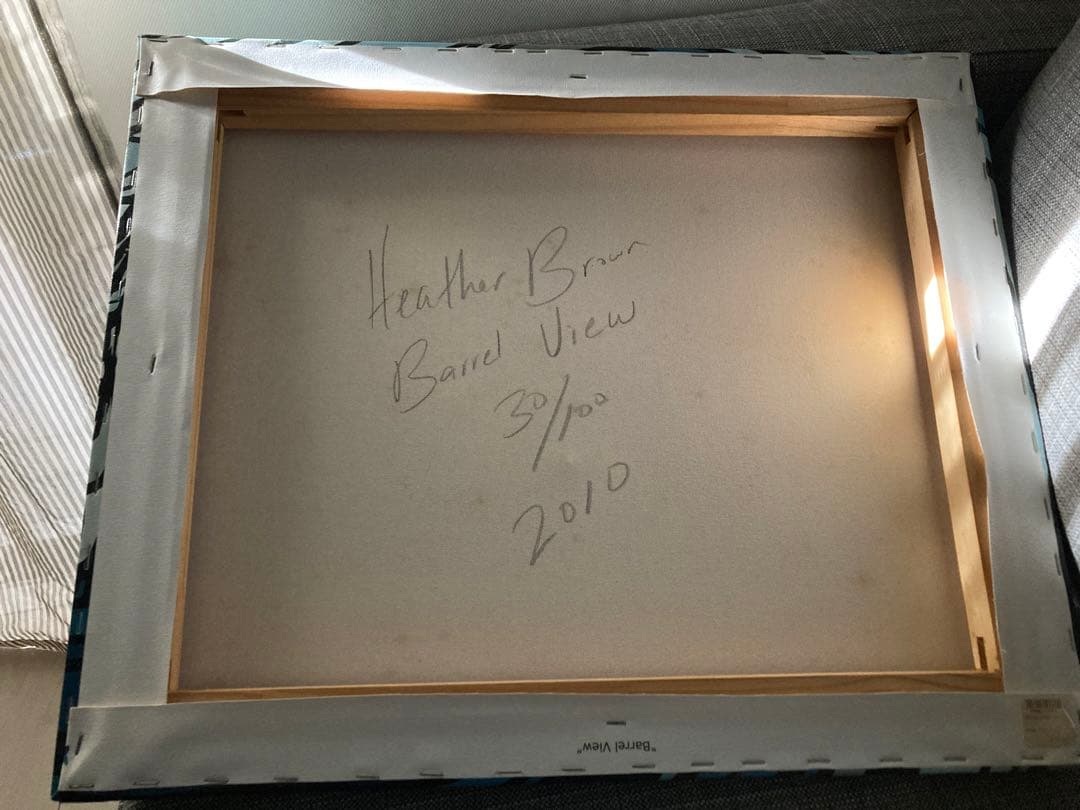 Heather Brown
Barrel View
30/100
2010
"Barrel View"